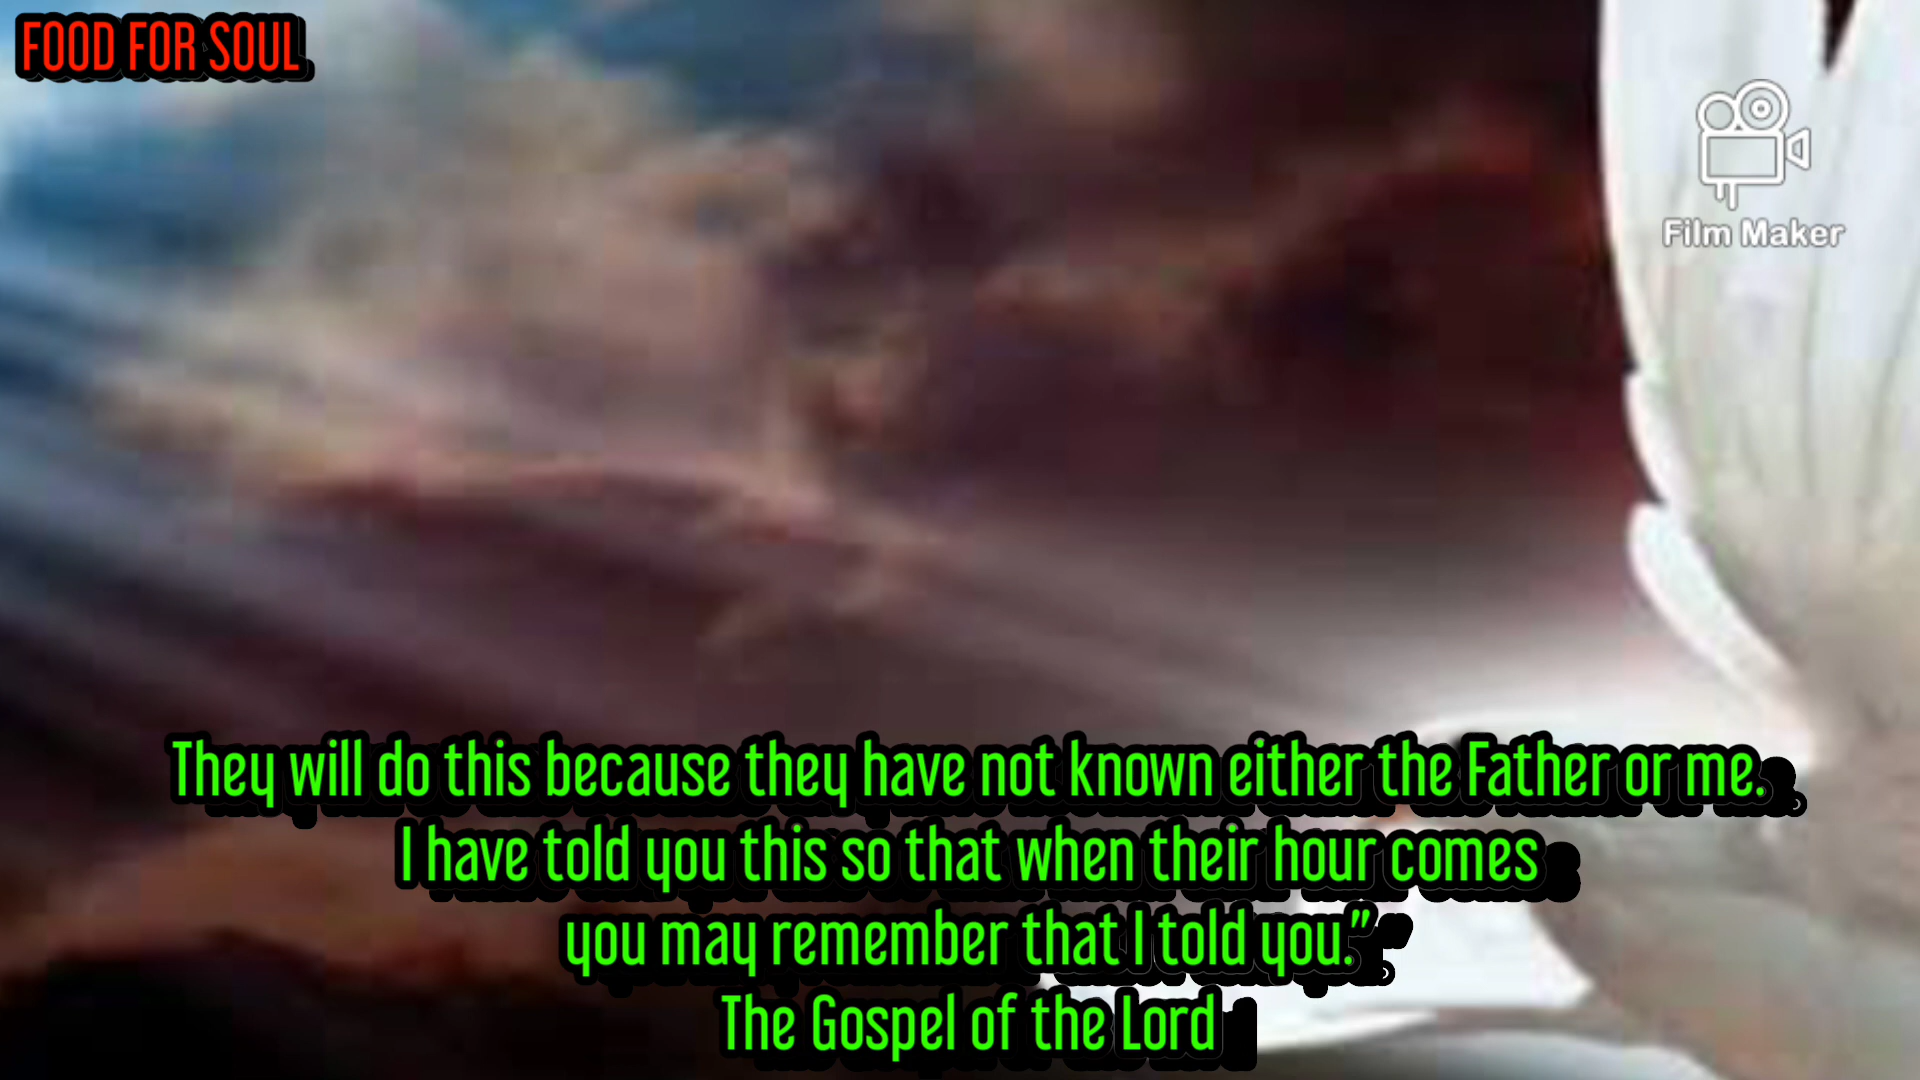 FOOD FOR SOUL
Film Maker
They will do this because they have not known either the Father or me.
I have told you this so that when their hour comes
you may remember that I told you.”
The Gospel of the Lord